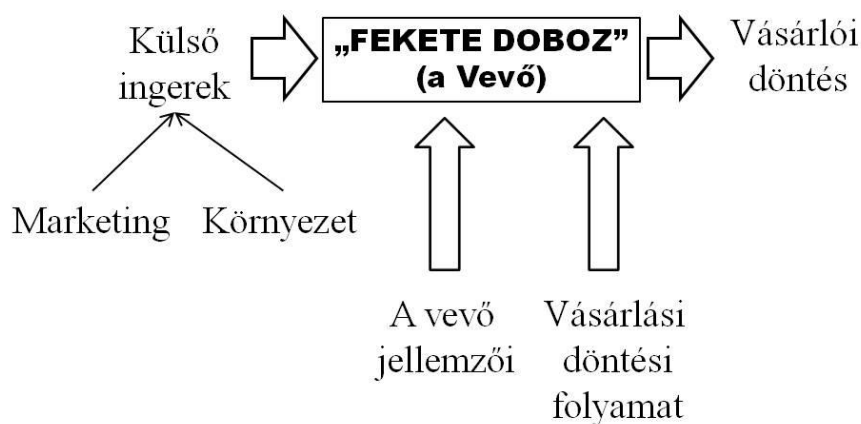 Külső
ingerek
„FEKETE DOBOZ”
(a Vevő)
Vásárlói
döntés
Marketing
Környezet
A vevő
jellemzői
Vásárlási
döntési
folyamat